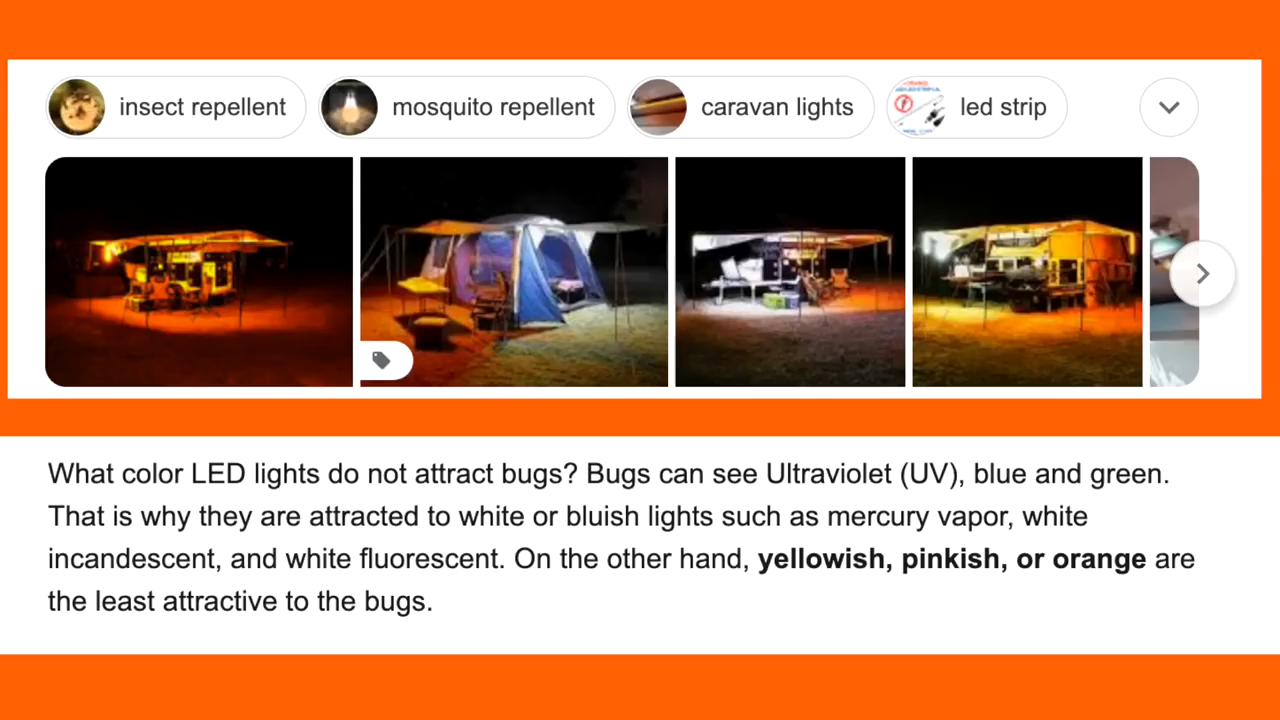 insect repellent
mosquito repellent
caravan lights
led strip
What color LED lights do not attract bugs? Bugs can see Ultraviolet (UV), blue and green.
That is why they are attracted to white or bluish lights such as mercury vapor, white
incandescent, and white fluorescent. On the other hand, yellowish, pinkish, or orange are
the least attractive to the bugs.